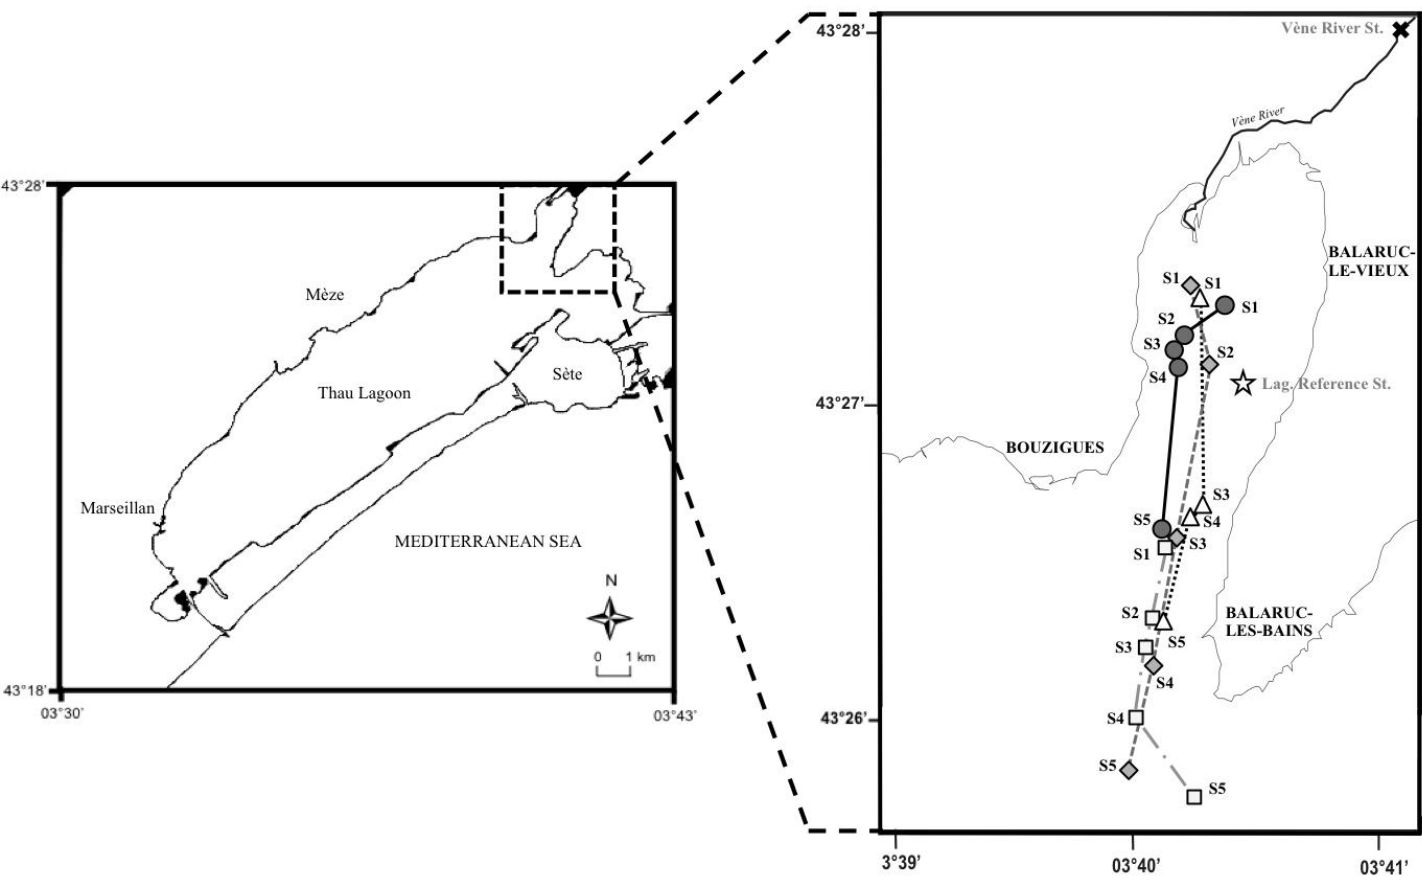 43°28'
Mèze
Thau Lagoon
Sète
Marseillan
MEDITERRANEAN SEA
N
0 1 km
43°18'
03°30'
03°43'
43°28'
Vène River St.
Vène River
BALARUC-
LE-VIEUX
S1
S1
S1
S2
S3
S2
S4
Lag. Reference St.
43°27'
BOUZIGUES
S3
S5
S4
S3
S1
S2
BALARUC-
LES-BAINS
S5
S3
S4
S4
43°26'
S5
S5
3°39'
03°40'
03°41'